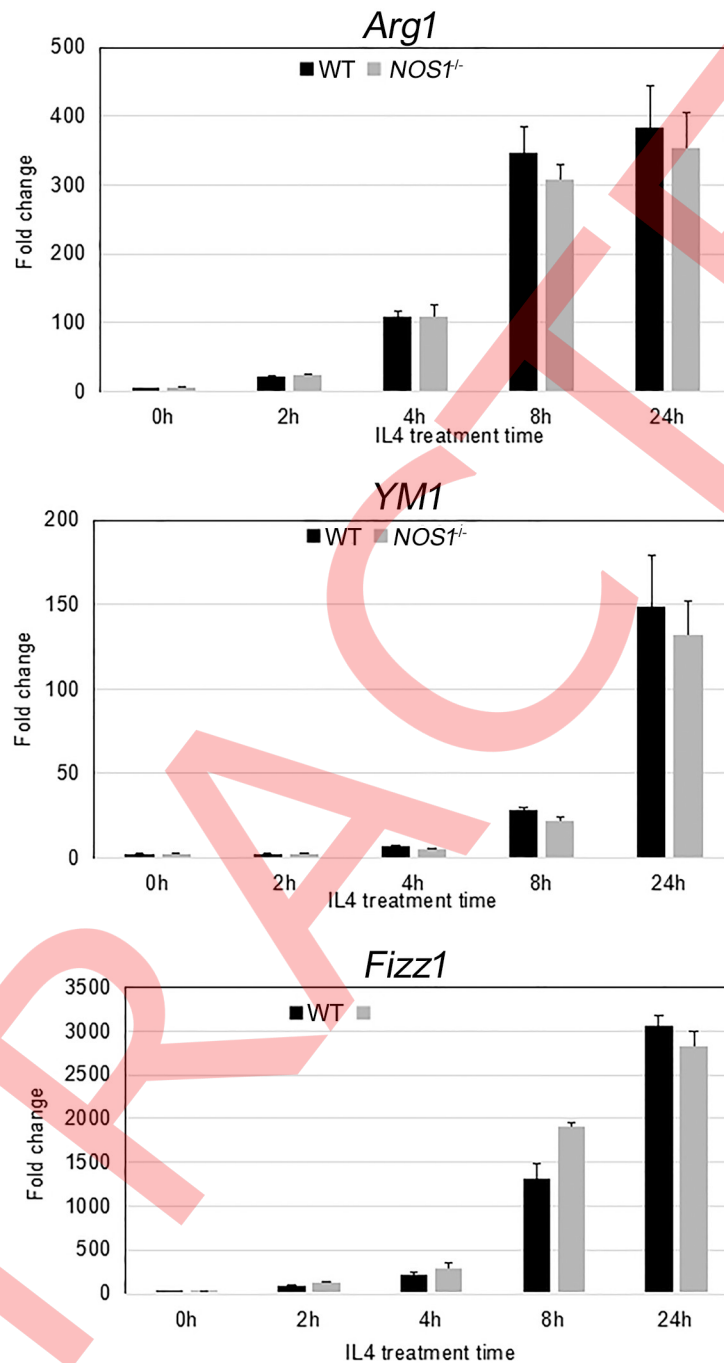 Arg1
500
WT NOS1-/-
400
300
200
100
0
Fold change
0h 2h 4h 8h 24h
IL4 treatment time
YM1
200
WT NOS1-/-
150
100
50
0
Fold change
0h 2h 4h 8h 24h
IL4 treatment time
Fizz1
3500
WT
3000
2500
2000
1500
1000
500
0
Fold change
0h 2h 4h 8h 24h
IL4 treatment time
RACT